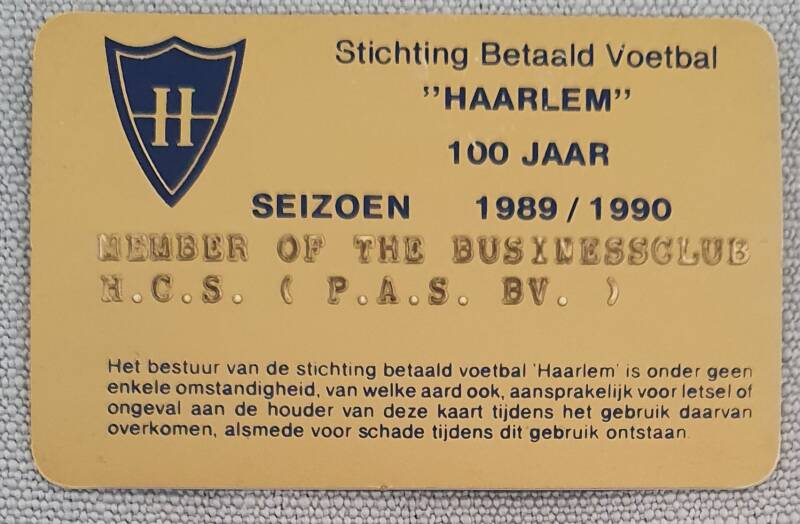 H
Stichting Betaald Voetbal
"HAARLEM"
100 JAAR
SEIZOEN 1989 / 1990
MEMBER OF THE BUSINESSCLUB
H.C.S. ( P.A.S. BV. )
Het bestuur van de stichting betaald voetbal 'Haarlem' is onder geen
enkele omstandigheid, van welke aard ook, aansprakelijk voor letsel of
ongeval aan de houder van deze kaart tijdens het gebruik daarvan
overkomen, alsmede voor schade tijdens dit gebruik ontstaan.